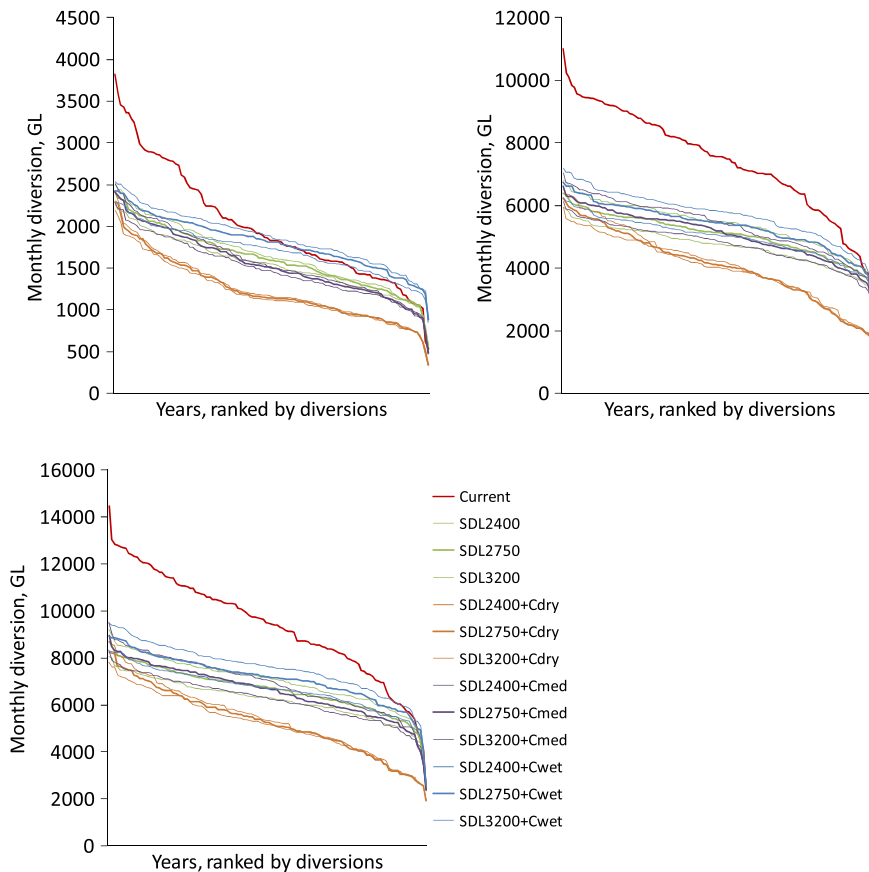 4500
4000
3500
3000
2500
2000
1500
1000
500
0
Monthly diversion, GL
Years, ranked by diversions
12000
10000
8000
6000
4000
2000
0
Monthly diversion, GL
Years, ranked by diversions
16000
14000
12000
10000
8000
6000
4000
2000
0
Monthly diversion, GL
Years, ranked by diversions
Current
SDL2400
SDL2750
SDL3200
SDL2400+Cdry
SDL2750+Cdry
SDL3200+Cdry
SDL2400+Cmed
SDL2750+Cmed
SDL3200+Cmed
SDL2400+Cwet
SDL2750+Cwet
SDL3200+Cwet